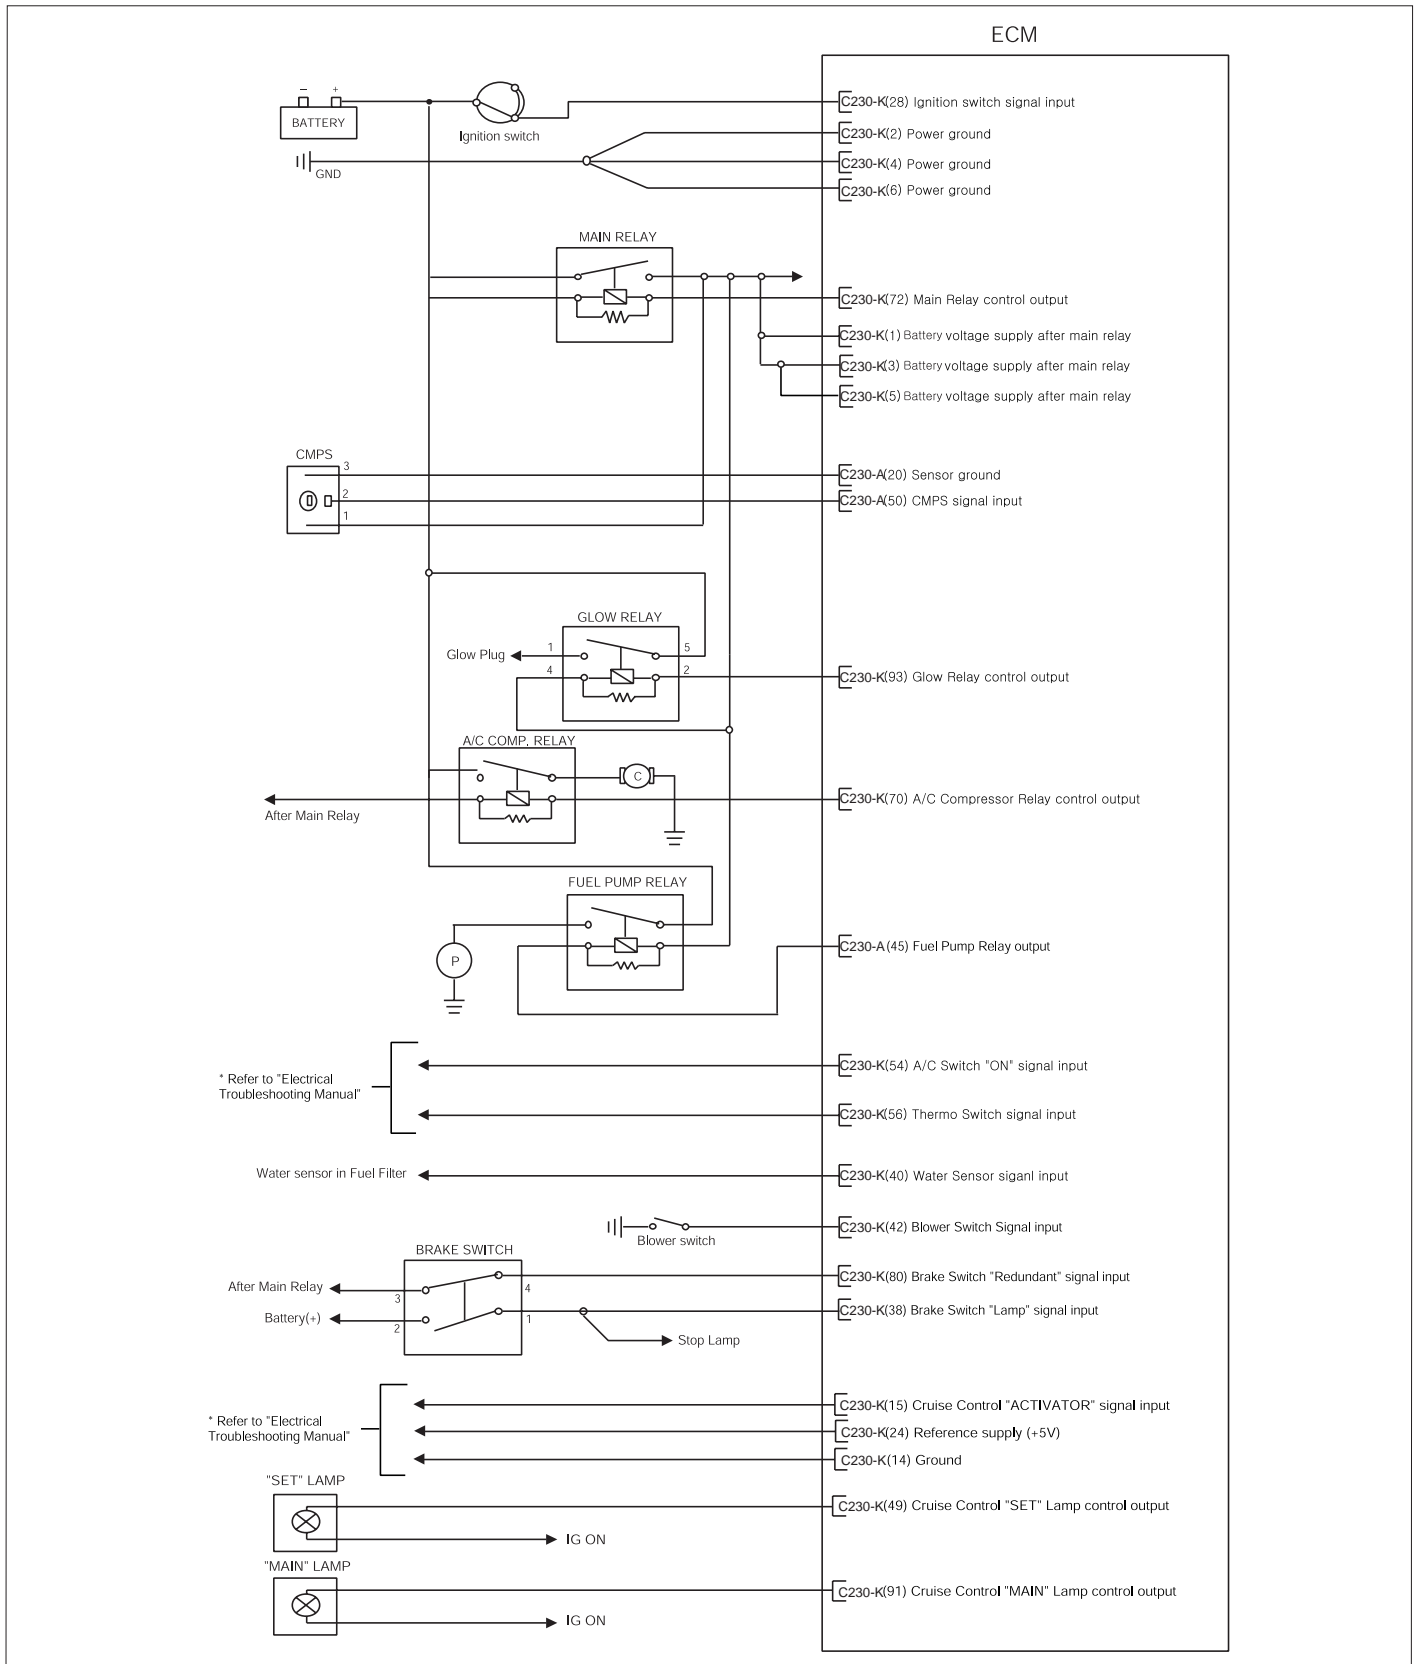 ECM
− +
BATTERY
Ignition switch
C230-K(28) Ignition switch signal input
C230-K(2) Power ground
GND
C230-K(4) Power ground
C230-K(6) Power ground
MAIN RELAY
C230-K(72) Main Relay control output
C230-K(1) Battery voltage supply after main relay
C230-K(3) Battery voltage supply after main relay
C230-K(5) Battery voltage supply after main relay
CMPS
3
C230-A(20) Sensor ground
2
C230-A(50) CMPS signal input
1
GLOW RELAY
Glow Plug
1
5
4
2
C230-K(93) Glow Relay control output
A/C COMP. RELAY
C
C230-K(70) A/C Compressor Relay control output
After Main Relay
FUEL PUMP RELAY
P
C230-A(45) Fuel Pump Relay output
* Refer to "Electrical
Troubleshooting Manual"
C230-K(54) A/C Switch "ON" signal input
C230-K(56) Thermo Switch signal input
Water sensor in Fuel Filter
C230-K(40) Water Sensor siganl input
Blower switch
C230-K(42) Blower Switch Signal input
BRAKE SWITCH
After Main Relay
3
4
C230-K(80) Brake Switch "Redundant" signal input
Battery(+)
2
1
C230-K(38) Brake Switch "Lamp" signal input
Stop Lamp
* Refer to "Electrical
Troubleshooting Manual"
C230-K(15) Cruise Control "ACTIVATOR" signal input
C230-K(24) Reference supply (+5V)
C230-K(14) Ground
"SET" LAMP
C230-K(49) Cruise Control "SET" Lamp control output
IG ON
"MAIN" LAMP
C230-K(91) Cruise Control "MAIN" Lamp control output
IG ON